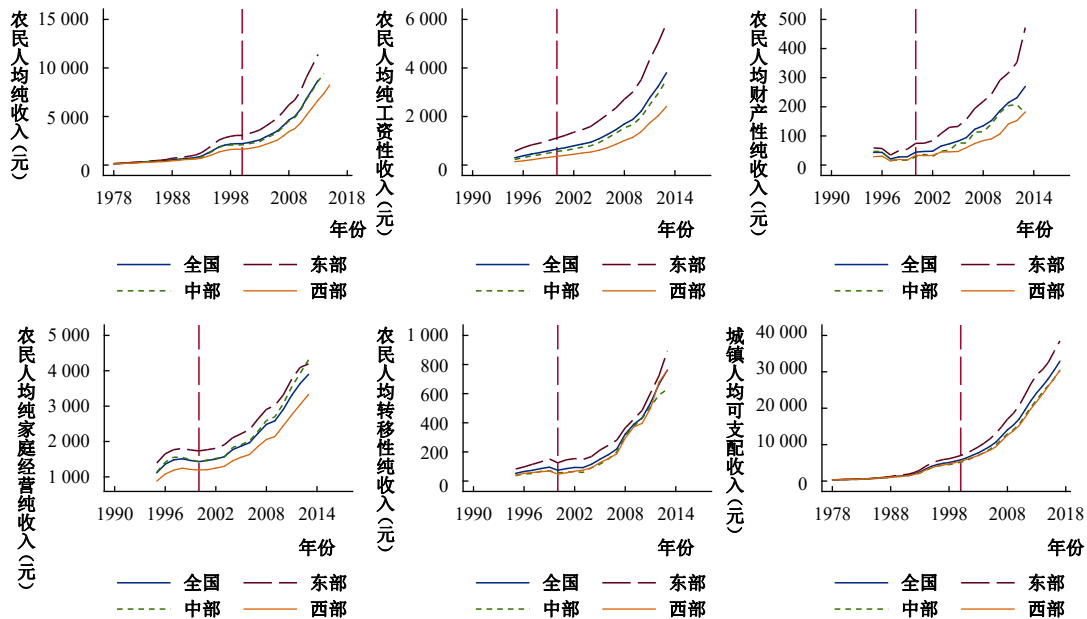 农民人均纯收入（元）
15 000
10 000
5 000
0
1978 1988 1998 2008 2018
年份
全国 东部
中部 西部
农民人均纯工资性收入（元）
6 000
4 000
2 000
0
1990 1996 2002 2008 2014
年份
全国 东部
中部 西部
农民人均财产性纯收入（元）
500
400
300
200
100
0
1990 1996 2002 2008 2014
年份
全国 东部
中部 西部
农民人均纯家庭经营纯收入（元）
5 000
4 000
3 000
2 000
1 000
1990 1996 2002 2008 2014
年份
全国 东部
中部 西部
农民人均转移性纯收入（元）
1 000
800
600
400
200
0
1990 1996 2002 2008 2014
年份
全国 东部
中部 西部
城镇人均可支配收入（元）
40 000
30 000
20 000
10 000
0
1978 1988 1998 2008 2018
年份
全国 东部
中部 西部